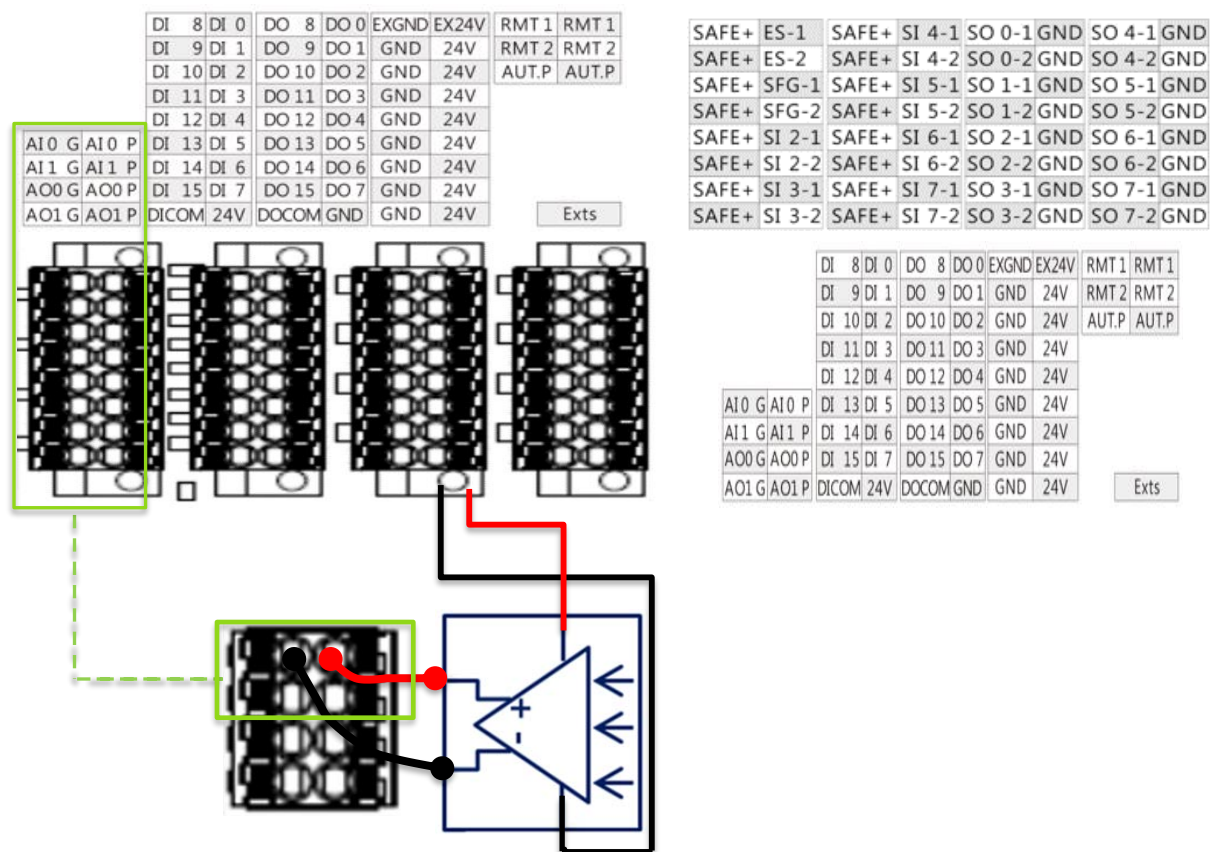 DI 8 DI 0 DO 8 DO 0 EXGND EX24V RMT 1 RMT 1
DI 9 DI 1 DO 9 DO 1 GND 24V RMT 2 RMT 2
DI 10 DI 2 DO 10 DO 2 GND 24V AUT.P AUT.P
DI 11 DI 3 DO 11 DO 3 GND 24V
DI 12 DI 4 DO 12 DO 4 GND 24V
AI 0 G AI 0 P DI 13 DI 5 DO 13 DO 5 GND 24V
AI 1 G AI 1 P DI 14 DI 6 DO 14 DO 6 GND 24V
AO0 G AO0 P DI 15 DI 7 DO 15 DO 7 GND 24V
AO1 G AO1 P DICOM 24V DOCOM GND GND 24V Exts
SAFE+ ES-1 SAFE+ SI 4-1 SO 0-1 GND SO 4-1 GND
SAFE+ ES-2 SAFE+ SI 4-2 SO 0-2 GND SO 4-2 GND
SAFE+ SFG-1 SAFE+ SI 5-1 SO 1-1 GND SO 5-1 GND
SAFE+ SFG-2 SAFE+ SI 5-2 SO 1-2 GND SO 5-2 GND
SAFE+ SI 2-1 SAFE+ SI 6-1 SO 2-1 GND SO 6-1 GND
SAFE+ SI 2-2 SAFE+ SI 6-2 SO 2-2 GND SO 6-2 GND
SAFE+ SI 3-1 SAFE+ SI 7-1 SO 3-1 GND SO 7-1 GND
SAFE+ SI 3-2 SAFE+ SI 7-2 SO 3-2 GND SO 7-2 GND
DI 8 DI 0 DO 8 DO 0 EXGND EX24V RMT 1 RMT 1
DI 9 DI 1 DO 9 DO 1 GND 24V RMT 2 RMT 2
DI 10 DI 2 DO 10 DO 2 GND 24V AUT.P AUT.P
DI 11 DI 3 DO 11 DO 3 GND 24V
DI 12 DI 4 DO 12 DO 4 GND 24V
AI 0 G AI 0 P DI 13 DI 5 DO 13 DO 5 GND 24V
AI 1 G AI 1 P DI 14 DI 6 DO 14 DO 6 GND 24V
AO0 G AO0 P DI 15 DI 7 DO 15 DO 7 GND 24V
AO1 G AO1 P DICOM 24V DOCOM GND GND 24V Exts
+
-